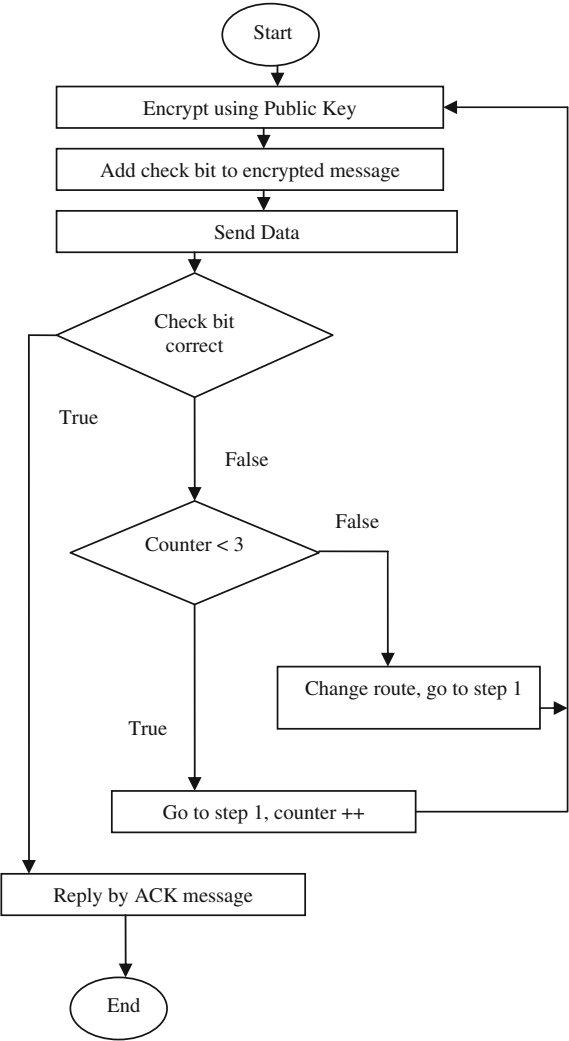 Start
Encrypt using Public Key
Add check bit to encrypted message
Send Data
Check bit
correct
True
False
Counter < 3
False
Change route, go to step 1
True
Go to step 1, counter ++
Reply by ACK message
End